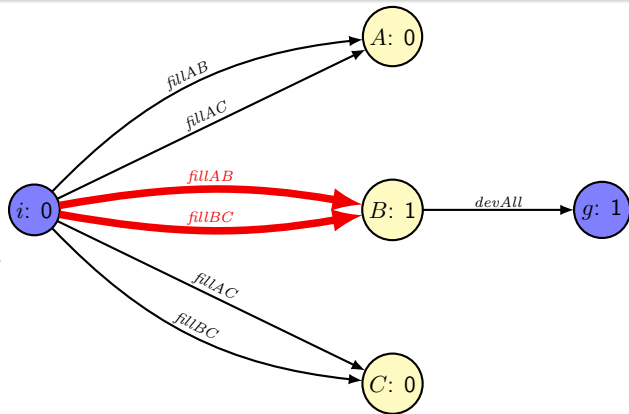 A: 0
fillAB
fillAC
i: 0
fillAB
fillBC
B: 1
devAll
g: 1
fillAC
fillBC
C: 0